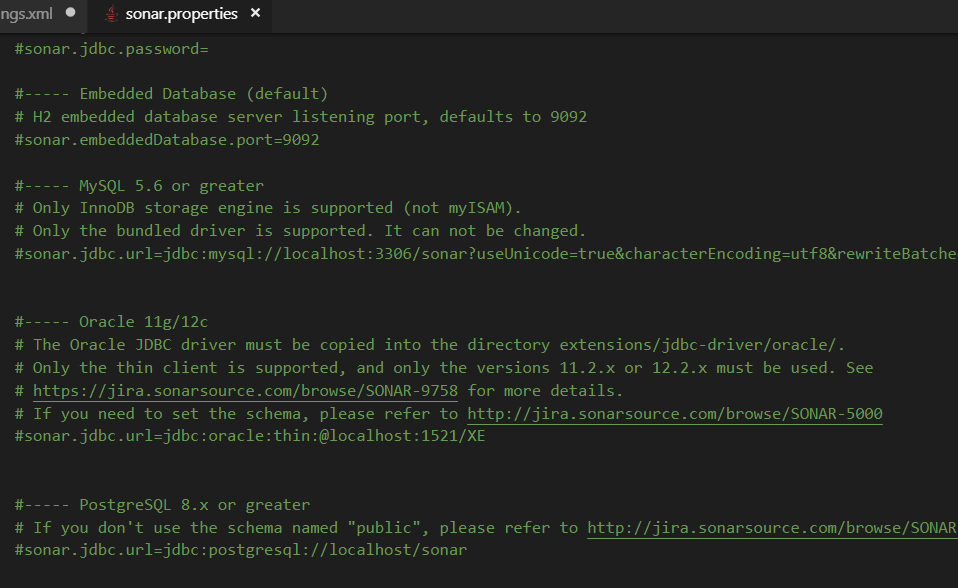 ngs.xml ● sonar.properties ×
#sonar.jdbc.password=
#----- Embedded Database (default)
# H2 embedded database server listening port, defaults to 9092
#sonar.embeddedDatabase.port=9092
#----- MySQL 5.6 or greater
# Only InnoDB storage engine is supported (not myISAM).
# Only the bundled driver is supported. It can not be changed.
#sonar.jdbc.url=jdbc:mysql://localhost:3306/sonar?useUnicode=true&characterEncoding=utf8&rewriteBatche
#----- Oracle 11g/12c
# The Oracle JDBC driver must be copied into the directory extensions/jdbc-driver/oracle/.
# Only the thin client is supported, and only the versions 11.2.x or 12.2.x must be used. See
# https://jira.sonarsource.com/browse/SONAR-9758 for more details.
# If you need to set the schema, please refer to http://jira.sonarsource.com/browse/SONAR-5000
#sonar.jdbc.url=jdbc:oracle:thin:@localhost:1521/XE
#----- PostgreSQL 8.x or greater
# If you don't use the schema named "public", please refer to http://jira.sonarsource.com/browse/SONAR
#sonar.jdbc.url=jdbc:postgresql://localhost/sonar